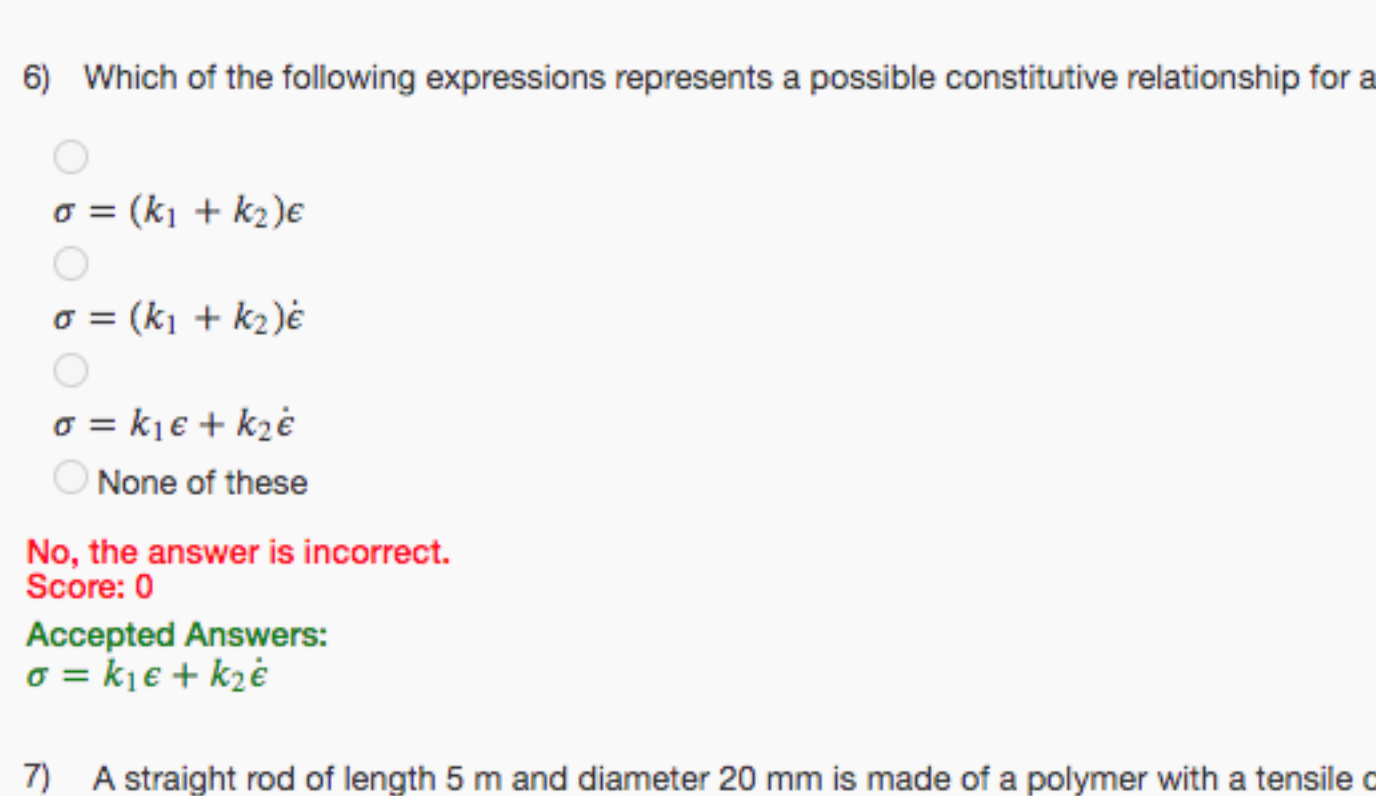 6) Which of the following expressions represents a possible constitutive relationship for a
σ = (k₁ + k₂)ϵ
σ = (k₁ + k₂)ϵ̇
σ = k₁ϵ + k₂ϵ̇
None of these
No, the answer is incorrect.
Score: 0
Accepted Answers:
σ = k₁ϵ + k₂ϵ̇
7) A straight rod of length 5 m and diameter 20 mm is made of a polymer with a tensile